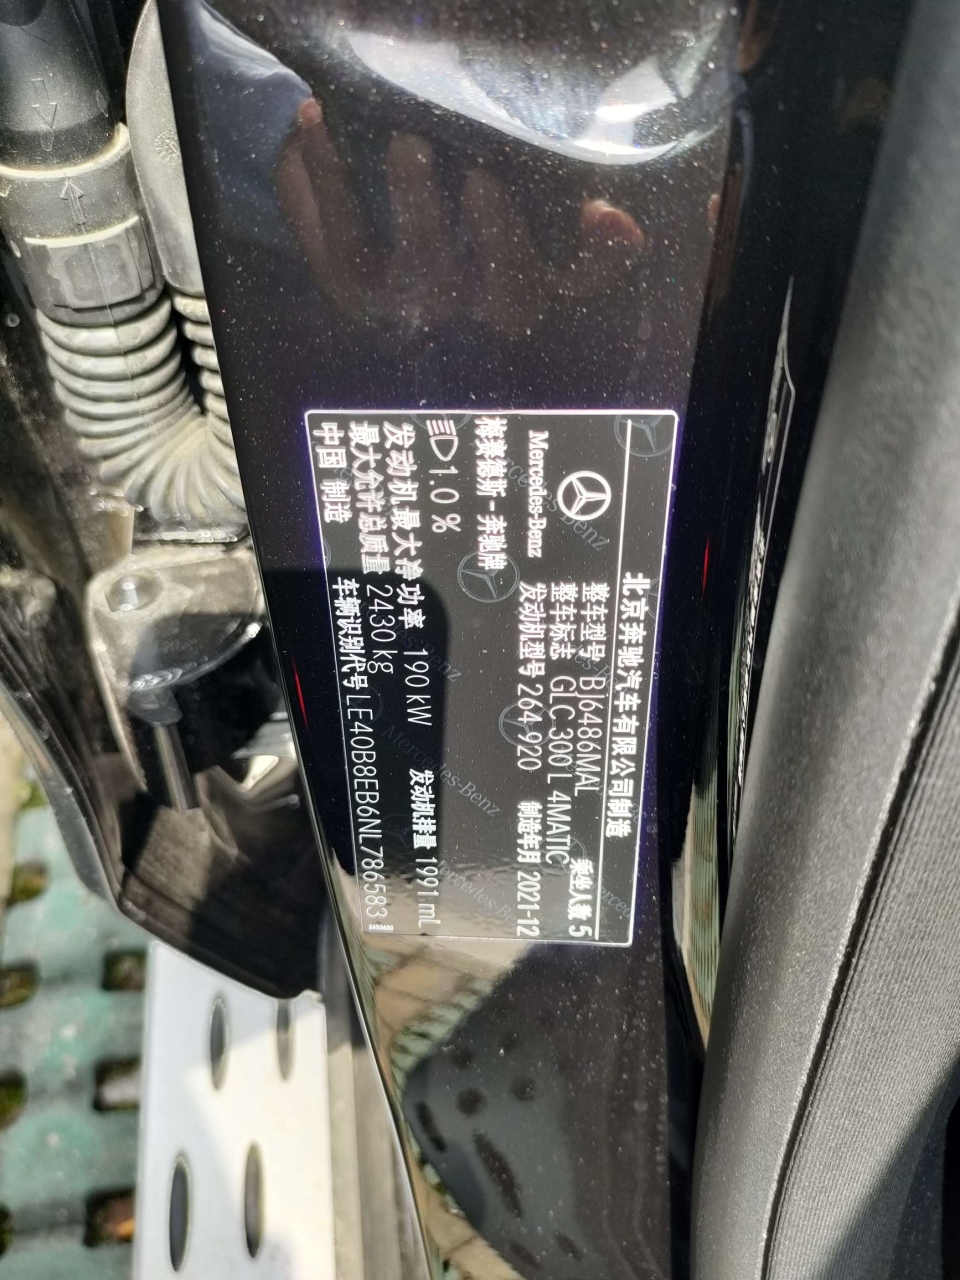 北京奔驰汽车有限公司制造
Mercedes-Benz
梅赛德斯-奔驰牌
整车型号 BJ6486MAL 乘坐人数 5
整车标志 GLC 300 L 4MATIC
发动机型号 264 920 制造年月 2021-12
1.0%
发动机最大净功率 190 kW 发动机排量 1991 mL
最大允许总质量 2430 kg
中国 制造 车辆识别代号 LE40B8EB6NL786583